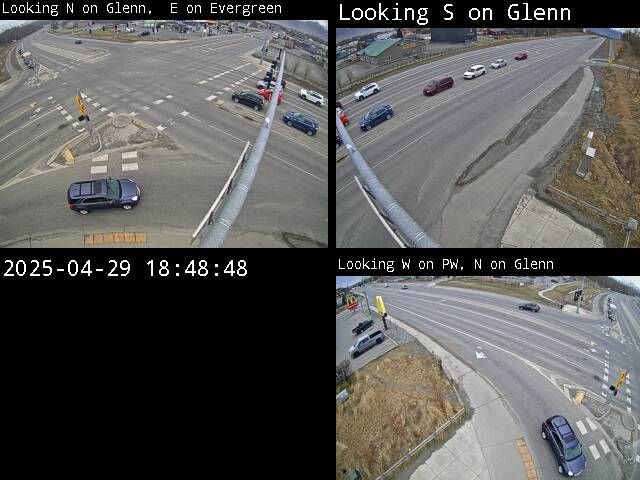 Looking N on Glenn,  E on Evergreen
Looking S on Glenn
2025-04-29 18:48:48
Looking W on PW, N on Glenn